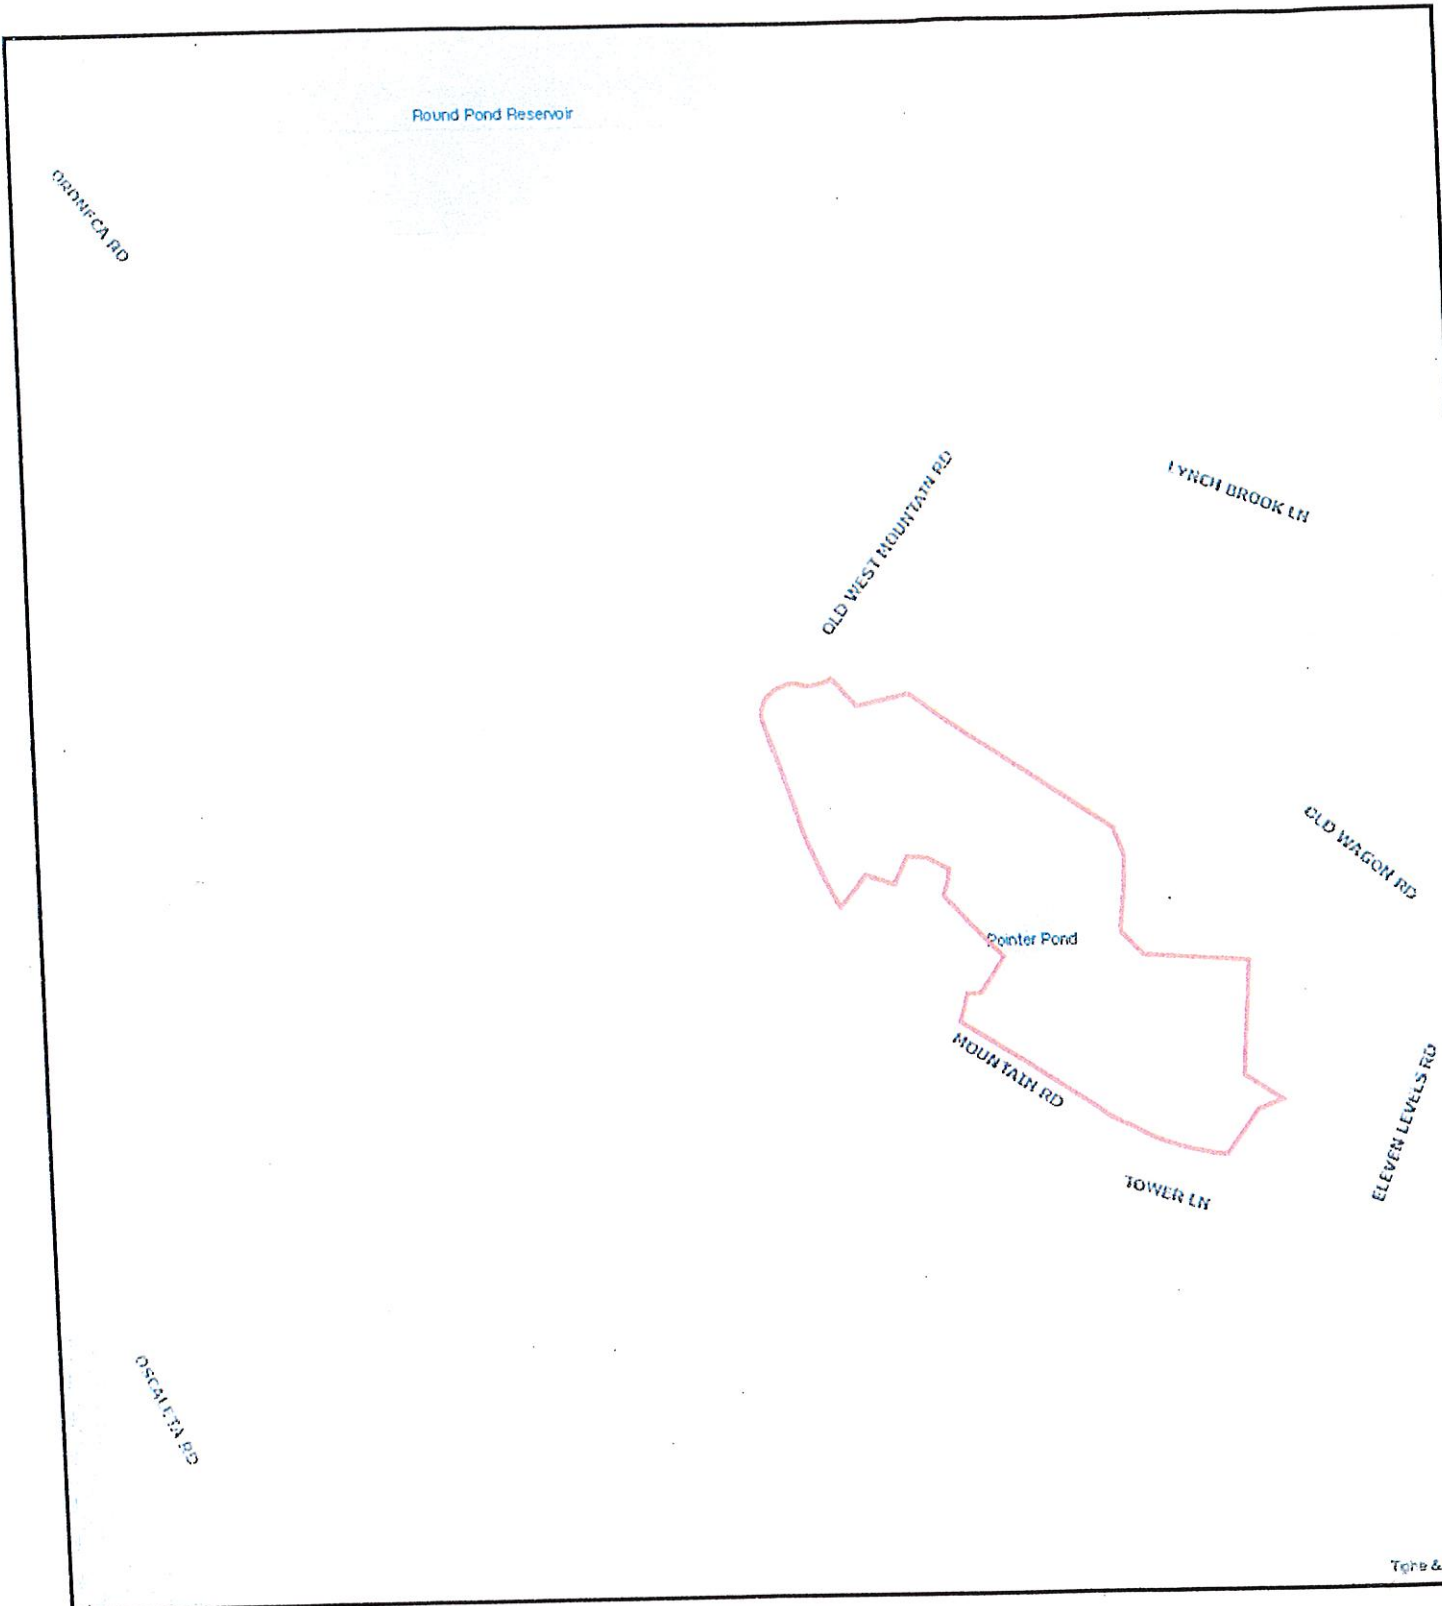 Round Pond Reservoir
ORONECA RD
OLD WEST MOUNTAIN RD
LYNCH BROOK LN
OLD WAGON RD
Pointer Pond
MOUNTAIN RD
ELEVEN LEVELS RD
TOWER LN
OSCALETA RD
Tighe &